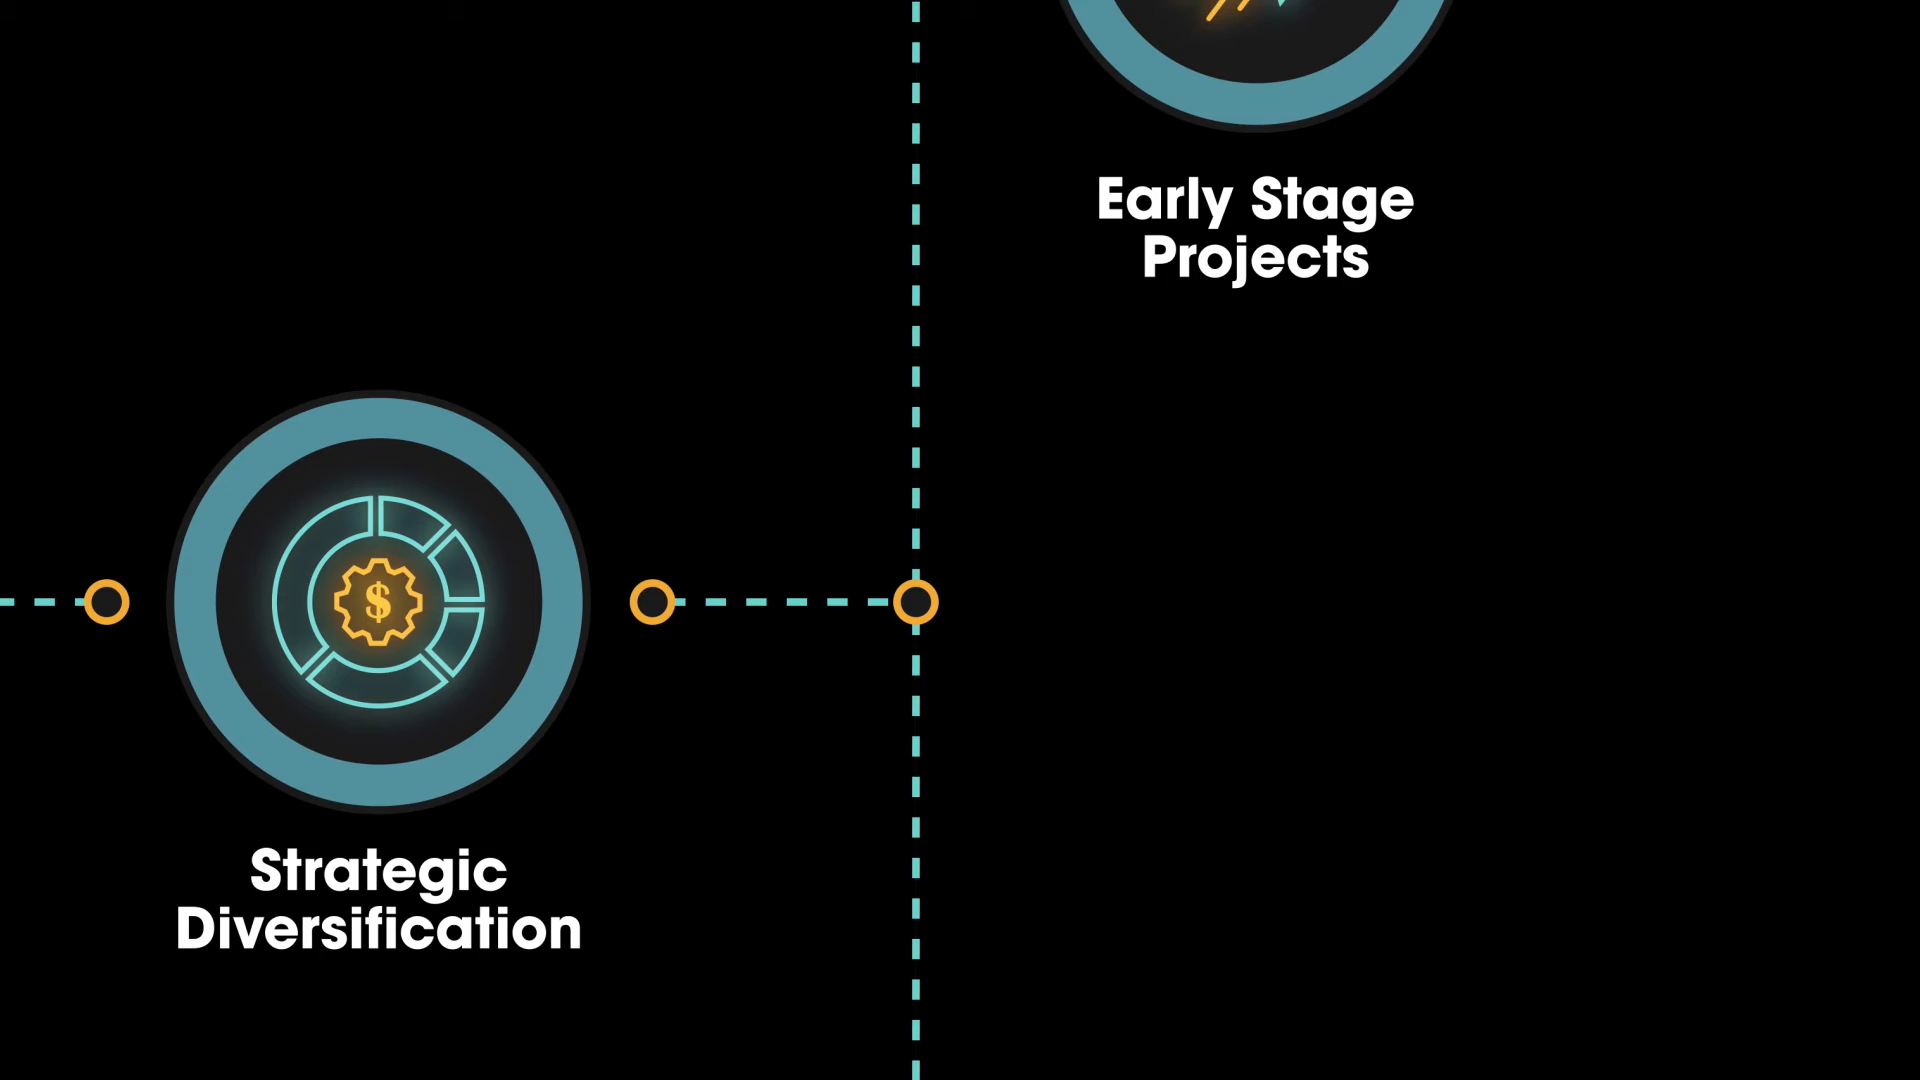 Early Stage
Projects
$
Strategic
Diversification